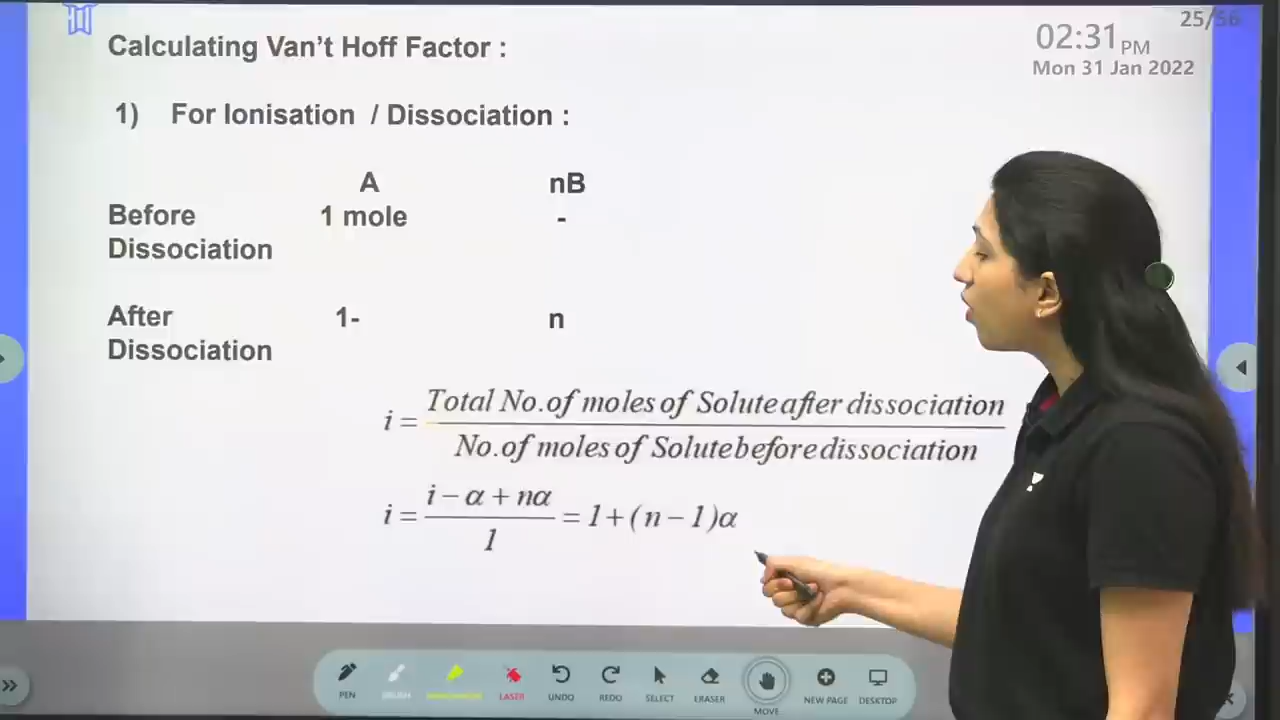 25/56
Calculating Van't Hoff Factor :
02:31 PM
Mon 31 Jan 2022
1) For Ionisation / Dissociation :
A nB
Before 1 mole -
Dissociation
After 1- n
Dissociation
i = Total No.of moles of Solute after dissociation / No.of moles of Solute before dissociation
i = i - α + nα / 1 = 1 + (n - 1)α
PEN BRUSH LASER UNDO REDO SELECT ERASER MOVE NEW PAGE DESKTOP